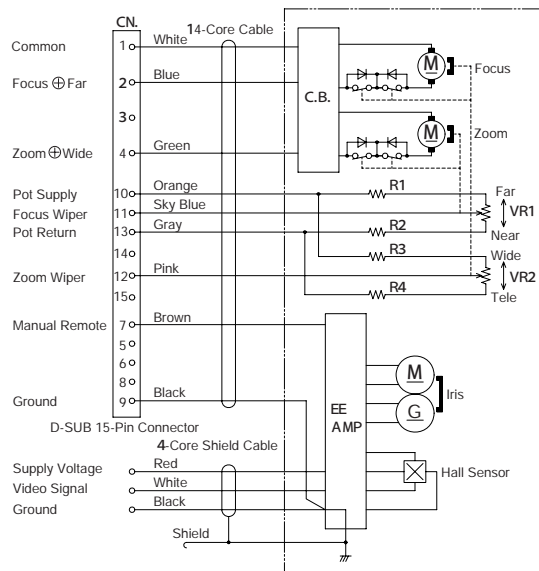 CN.
14-Core Cable
Common 1 White
Focus ⊕ Far 2 Blue
3
Zoom ⊕ Wide 4 Green
C.B.
M
Focus
M
Zoom
Pot Supply 10 Orange R1 Far
Focus Wiper 11 Sky Blue VR1
Pot Return 13 Gray R2 Near
14 R3 Wide
Zoom Wiper 12 Pink VR2
15 R4 Tele
Manual Remote 7 Brown
5
6
8
Ground 9 Black
D-SUB 15-Pin Connector
EE
AMP
M
G
Iris
4-Core Shield Cable
Supply Voltage Red
Video Signal White
Ground Black
Hall Sensor
Shield